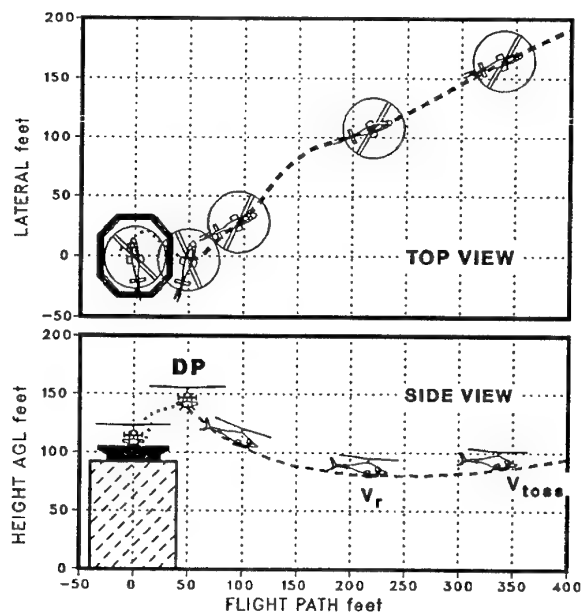 200
150
100
50
0
-50
LATERAL feet
TOP VIEW
200
150
100
50
0
HEIGHT AGL feet
DP
SIDE VIEW
Vr
Vtoss
-50 0 50 100 150 200 250 300 350 400
FLIGHT PATH feet